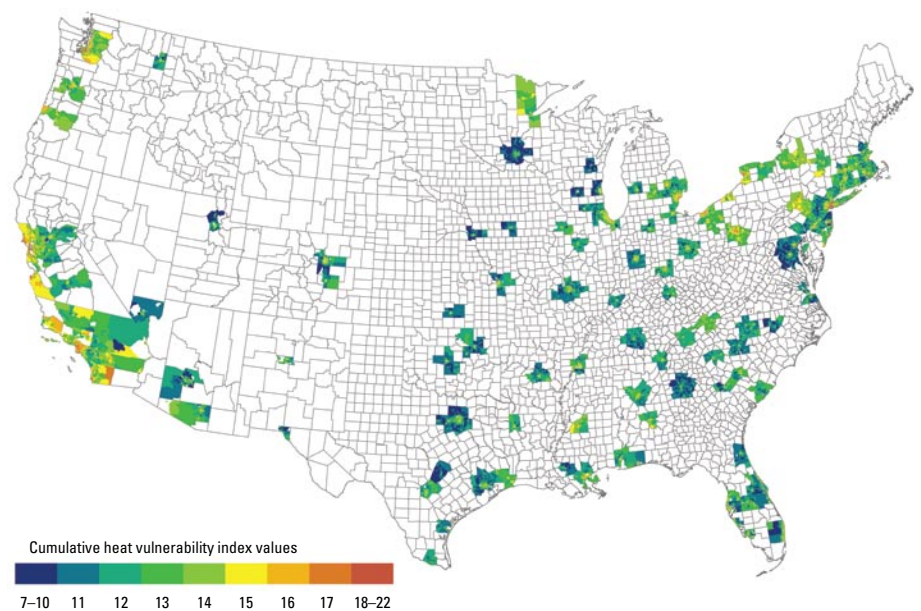 Cumulative heat vulnerability index values
7–10 11 12 13 14 15 16 17 18–22